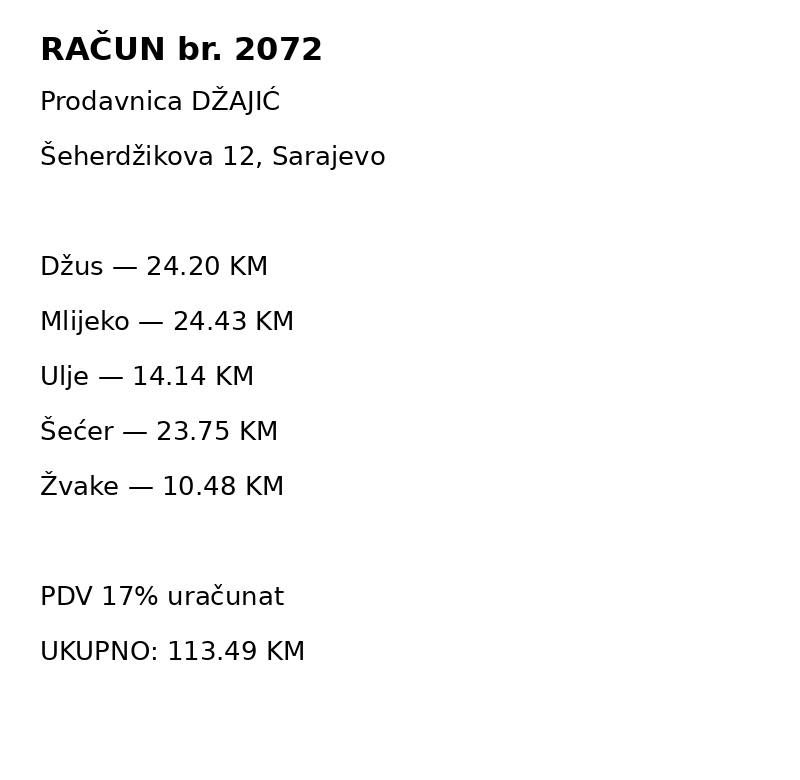 RAČUN br. 2072
Prodavnica DŽAJIĆ
Šeherdžikova 12, Sarajevo
Džus — 24.20 KM
Mlijeko — 24.43 KM
Ulje — 14.14 KM
Šećer — 23.75 KM
Žvake — 10.48 KM
PDV 17% uračunat
UKUPNO: 113.49 KM